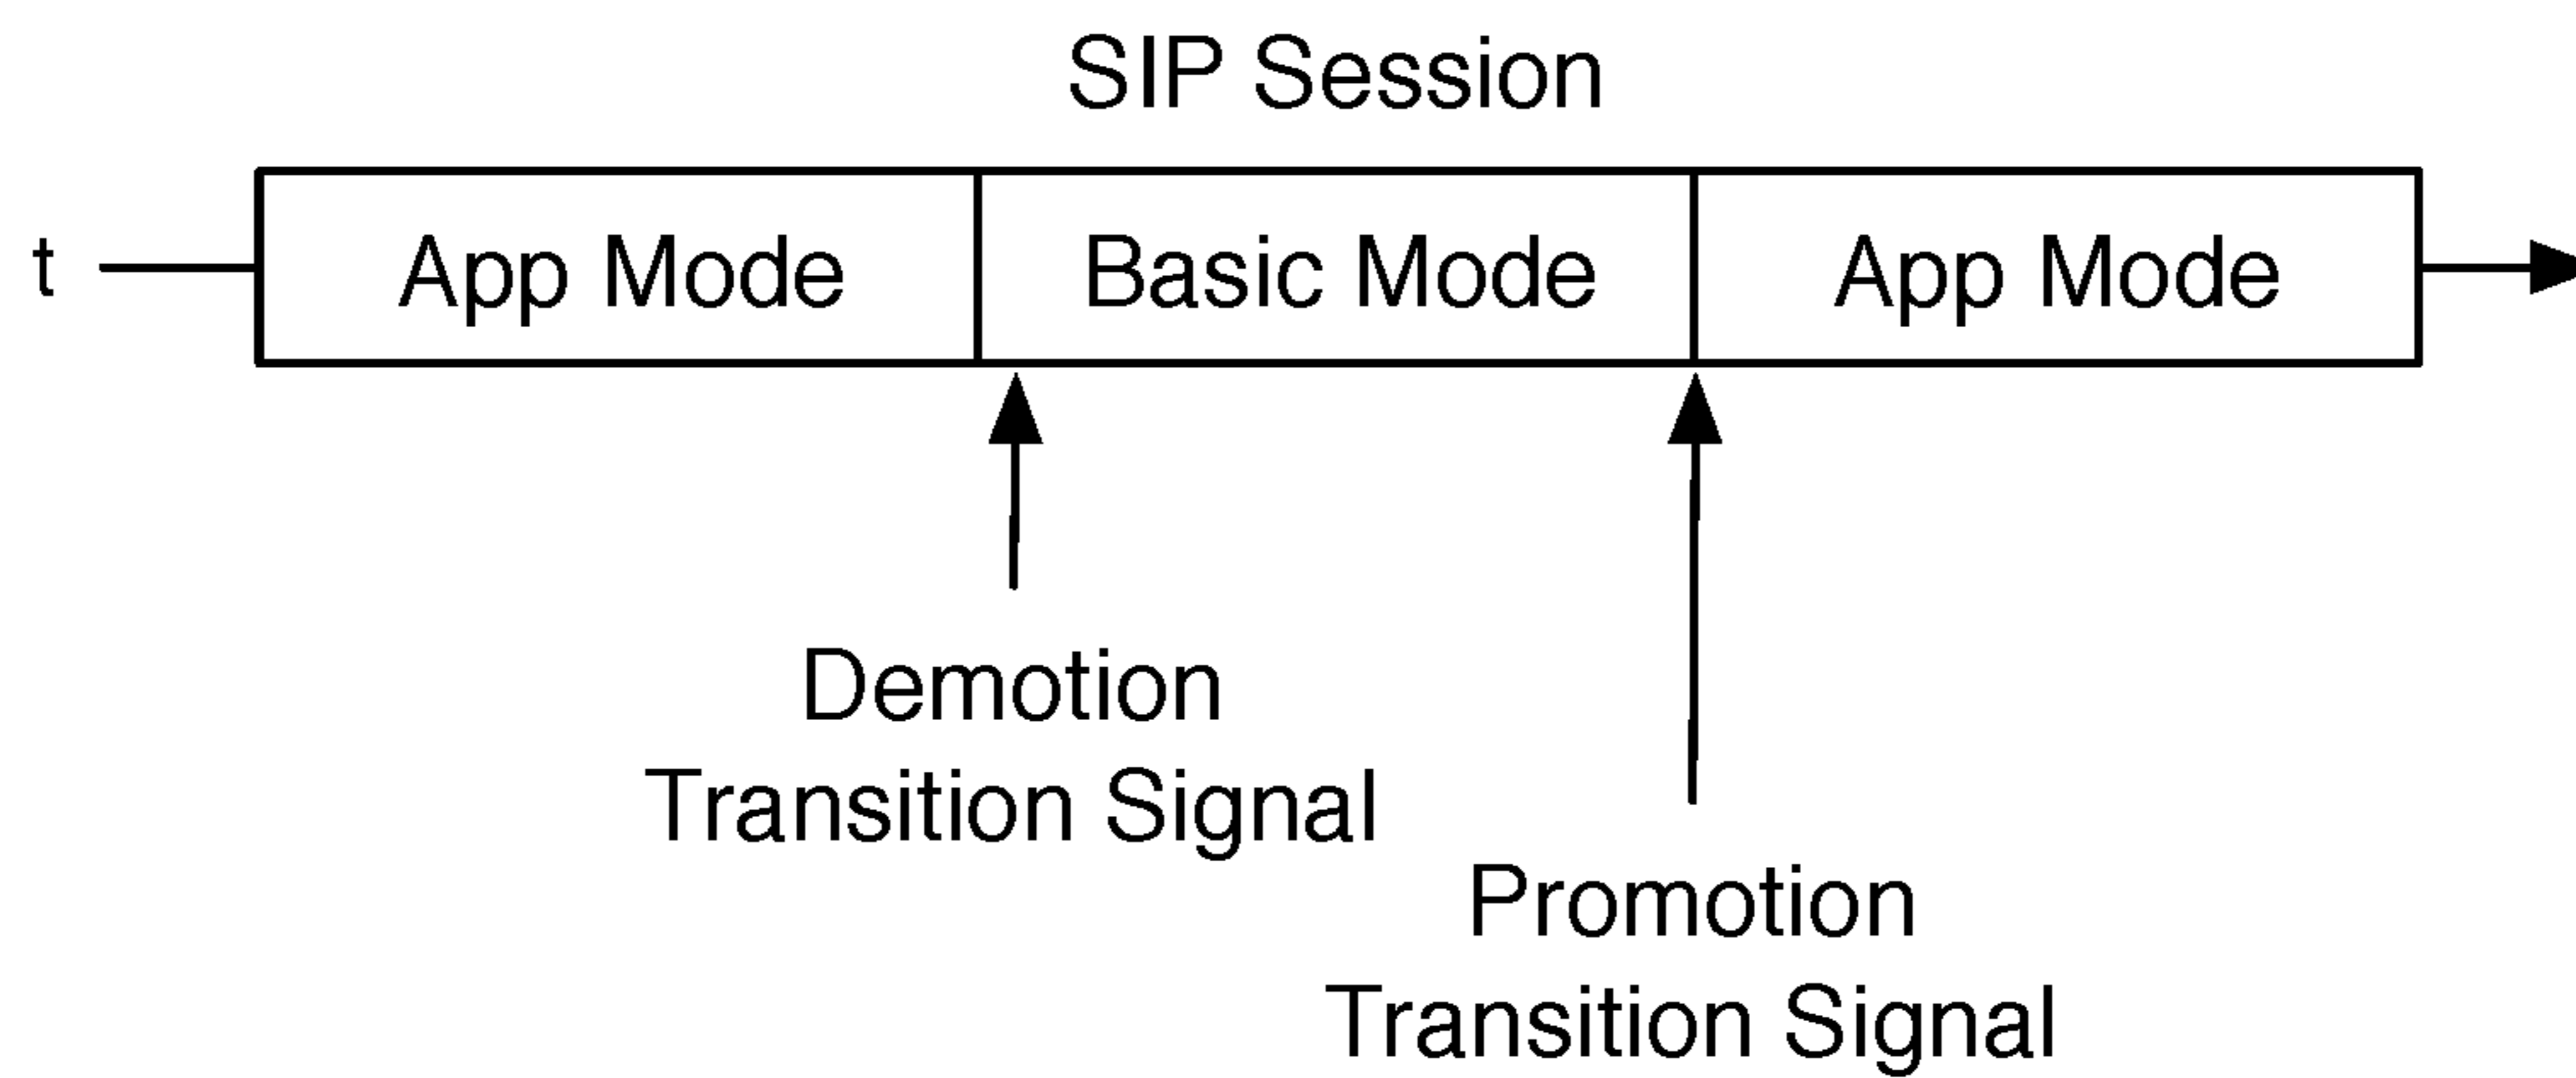 SIP Session
t App Mode Basic Mode App Mode
Demotion
Transition Signal
Promotion
Transition Signal